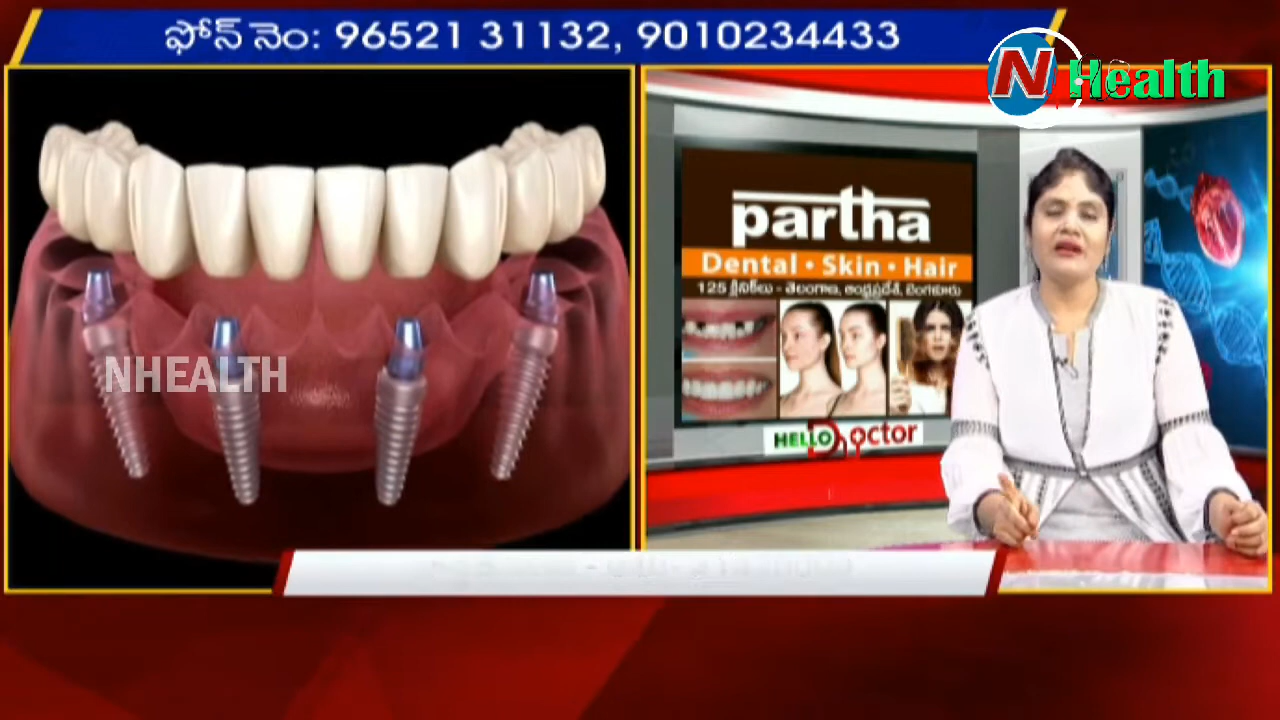 ఫోన్ నెం: 96521 31132, 9010234433
N Health
partha
Dental • Skin • Hair
125 క్లినిక్‌లు - తెలంగాణ, ఆంధ్రప్రదేశ్, బెంగళూరు
NHEALTH
HELLO Doctor